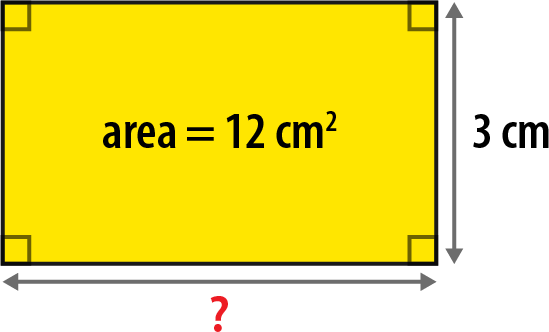 area = 12 cm²
3 cm
?